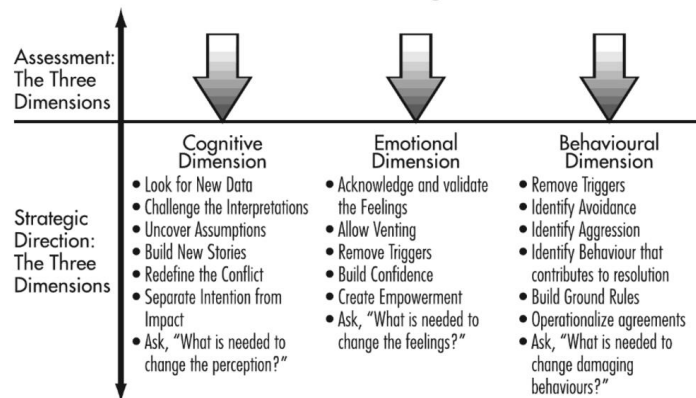 Assessment:
The Three
Dimensions
Cognitive
Dimension
• Look for New Data
• Challenge the Interpretations
• Uncover Assumptions
• Build New Stories
• Redefine the Conflict
• Separate Intention from
Impact
• Ask, “What is needed to
change the perception?”
Emotional
Dimension
• Acknowledge and validate
the Feelings
• Allow Venting
• Remove Triggers
• Build Confidence
• Create Empowerment
• Ask, “What is needed to
change the feelings?”
Behavioural
Dimension
• Remove Triggers
• Identify Avoidance
• Identify Aggression
• Identify Behaviour that
contributes to resolution
• Build Ground Rules
• Operationalize agreements
• Ask, “What is needed to
change damaging
behaviours?”
Strategic
Direction:
The Three
Dimensions